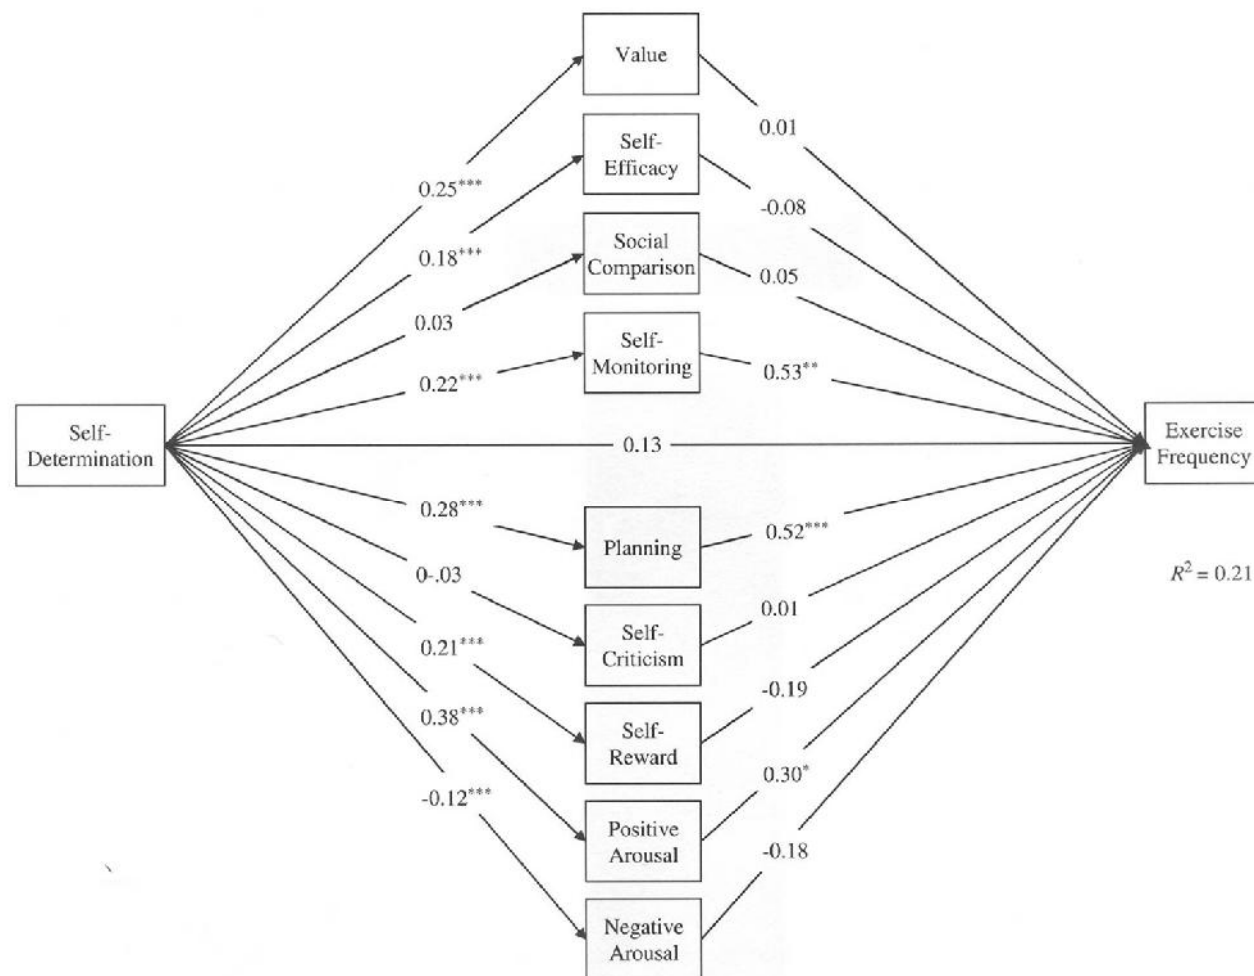 Value
0.01
Self-
Efficacy
0.25***
-0.08
Social
Comparison
0.18***
0.05
0.03
Self-
Monitoring
0.22***
0.53**
Self-
Determination
0.13
Exercise
Frequency
0.28***
Planning
0.52***
0-.03
R² = 0.21
0.01
Self-
Criticism
0.21***
-0.19
0.38***
Self-
Reward
0.30*
-0.12***
Positive
Arousal
-0.18
Negative
Arousal